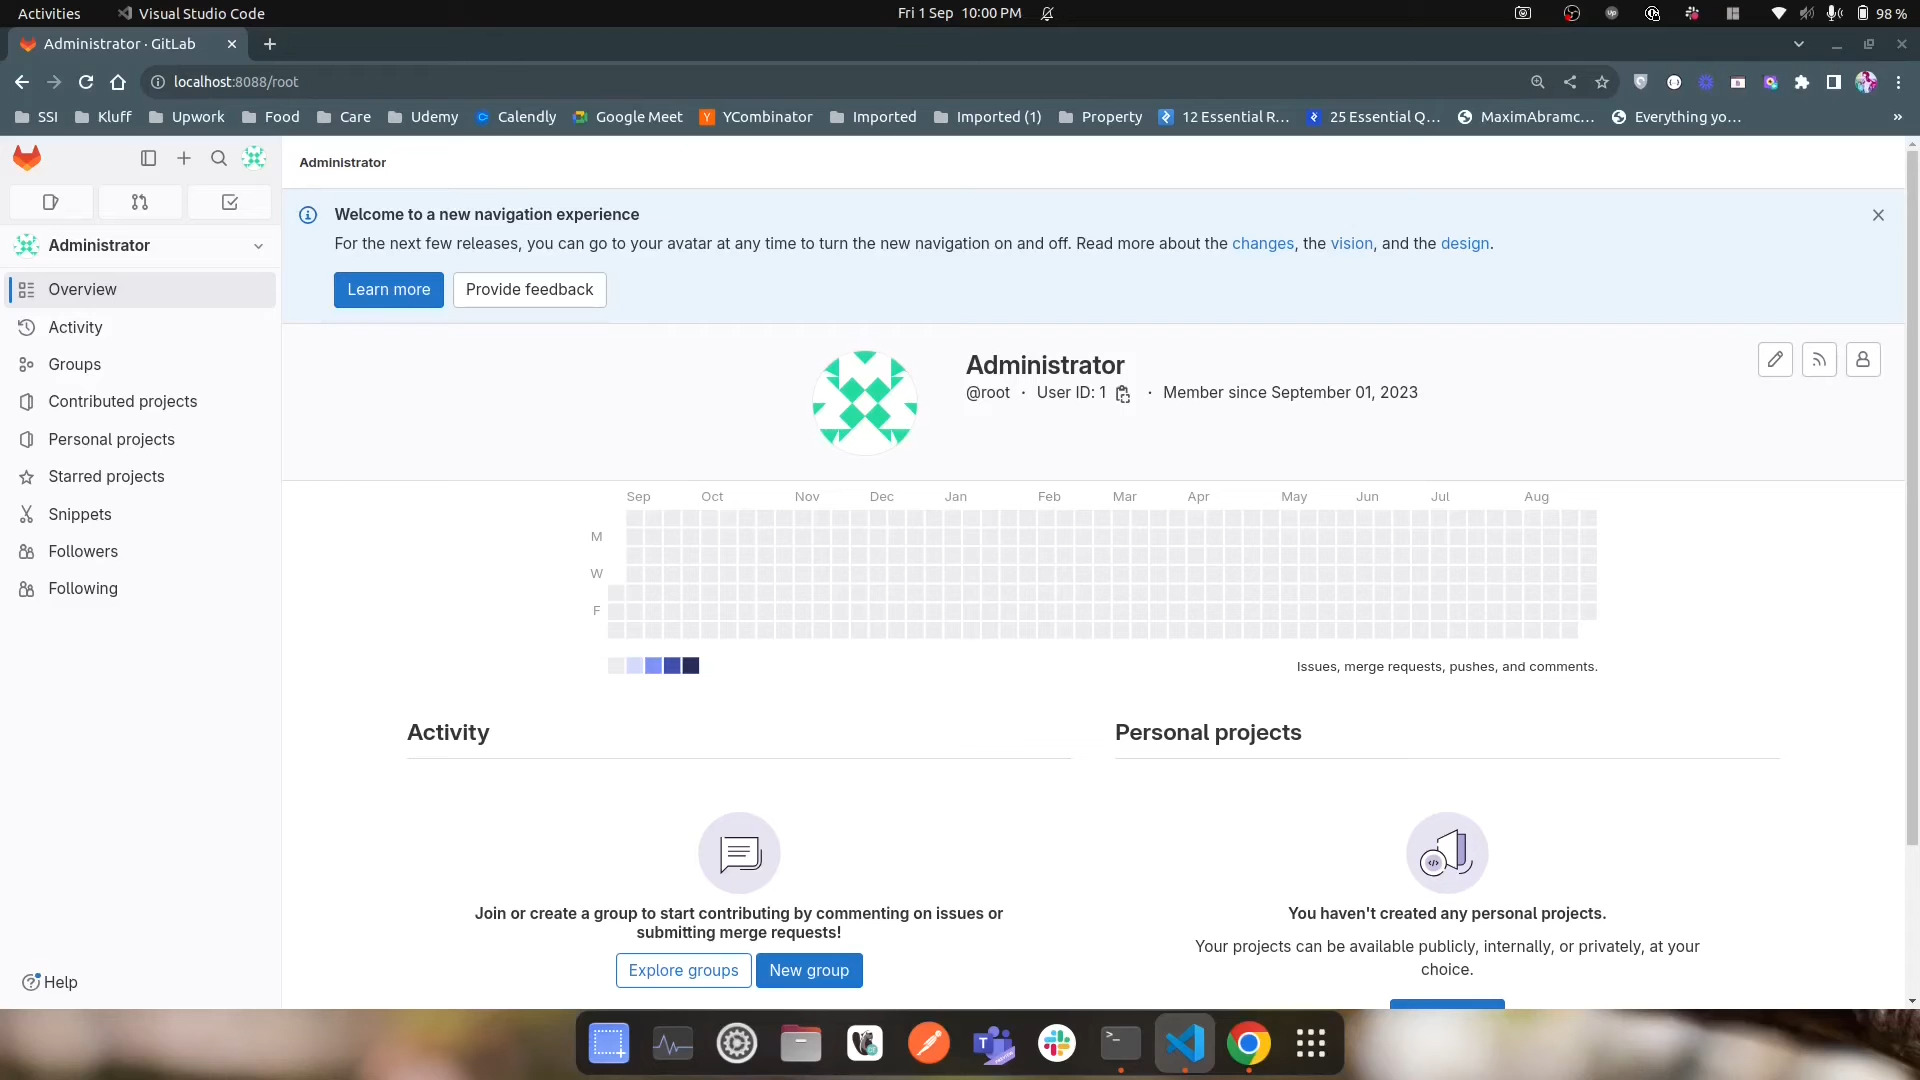 Activities
Visual Studio Code
Fri 1 Sep 10:00 PM
98 %
Administrator · GitLab
localhost:8088/root
SSI
Kluff
Upwork
Food
Care
Udemy
Calendly
Google Meet
YCombinator
Imported
Imported (1)
Property
12 Essential R...
25 Essential Q...
MaximAbramc...
Everything yo...
»
Administrator
Administrator
Overview
Activity
Groups
Contributed projects
Personal projects
Starred projects
Snippets
Followers
Following
Help
Welcome to a new navigation experience
For the next few releases, you can go to your avatar at any time to turn the new navigation on and off. Read more about the changes, the vision, and the design.
Learn more
Provide feedback
Administrator
@root · User ID: 1 · Member since September 01, 2023
Sep Oct Nov Dec Jan Feb Mar Apr May Jun Jul Aug
M
W
F
Issues, merge requests, pushes, and comments.
Activity
Join or create a group to start contributing by commenting on issues or
submitting merge requests!
Explore groups
New group
Personal projects
You haven't created any personal projects.
Your projects can be available publicly, internally, or privately, at your
choice.